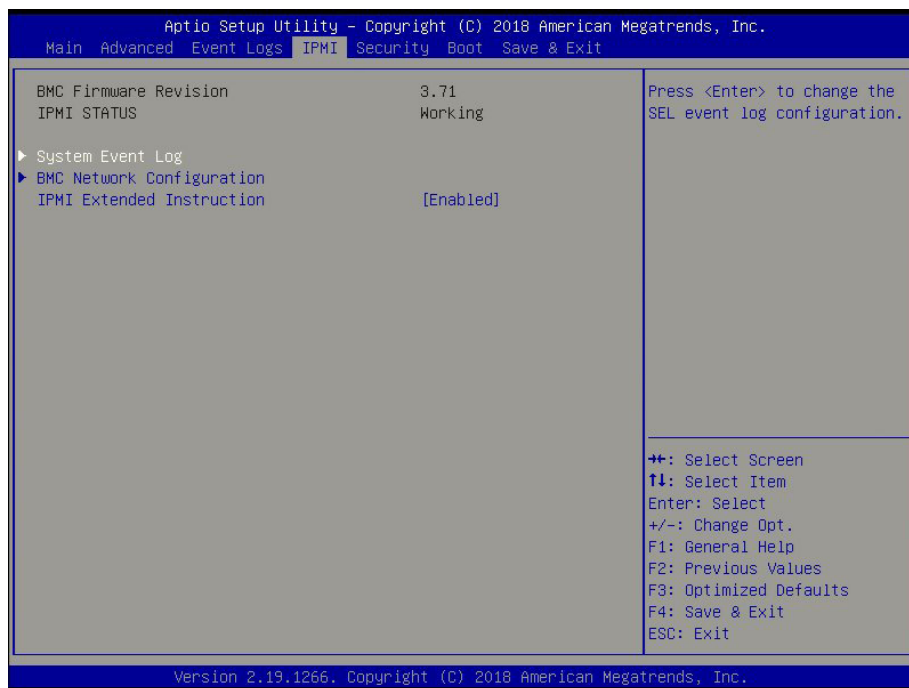 Aptio Setup Utility – Copyright (C) 2018 American Megatrends, Inc.
Main Advanced Event Logs IPMI Security Boot Save & Exit
BMC Firmware Revision 3.71
IPMI STATUS Working
System Event Log
BMC Network Configuration
IPMI Extended Instruction [Enabled]
Press <Enter> to change the
SEL event log configuration.
→←: Select Screen
↑↓: Select Item
Enter: Select
+/-: Change Opt.
F1: General Help
F2: Previous Values
F3: Optimized Defaults
F4: Save & Exit
ESC: Exit
Version 2.19.1266. Copyright (C) 2018 American Megatrends, Inc.